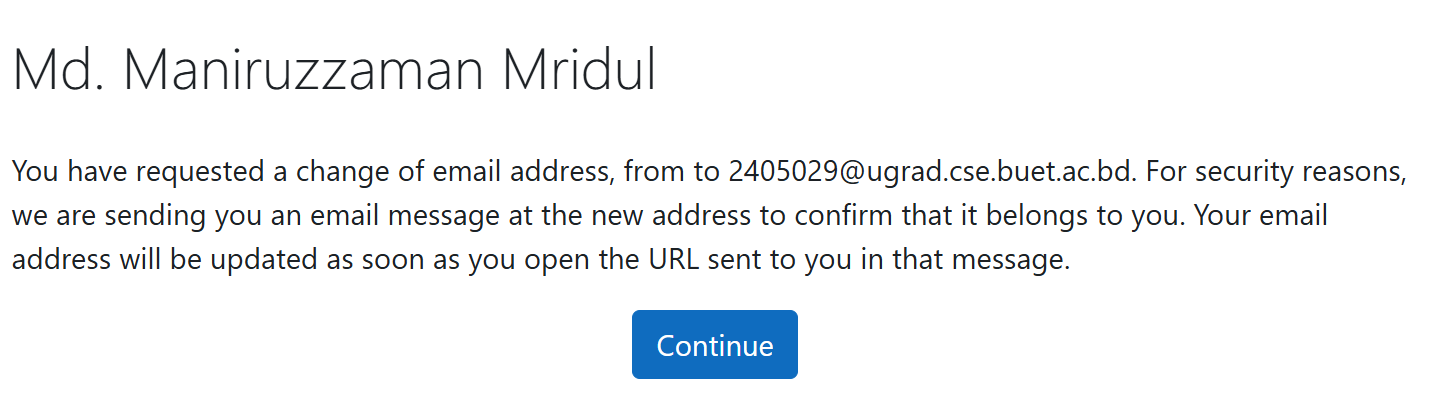 Md. Maniruzzaman Mridul
You have requested a change of email address, from to 2405029@ugrad.cse.buet.ac.bd. For security reasons,
we are sending you an email message at the new address to confirm that it belongs to you. Your email
address will be updated as soon as you open the URL sent to you in that message.
Continue